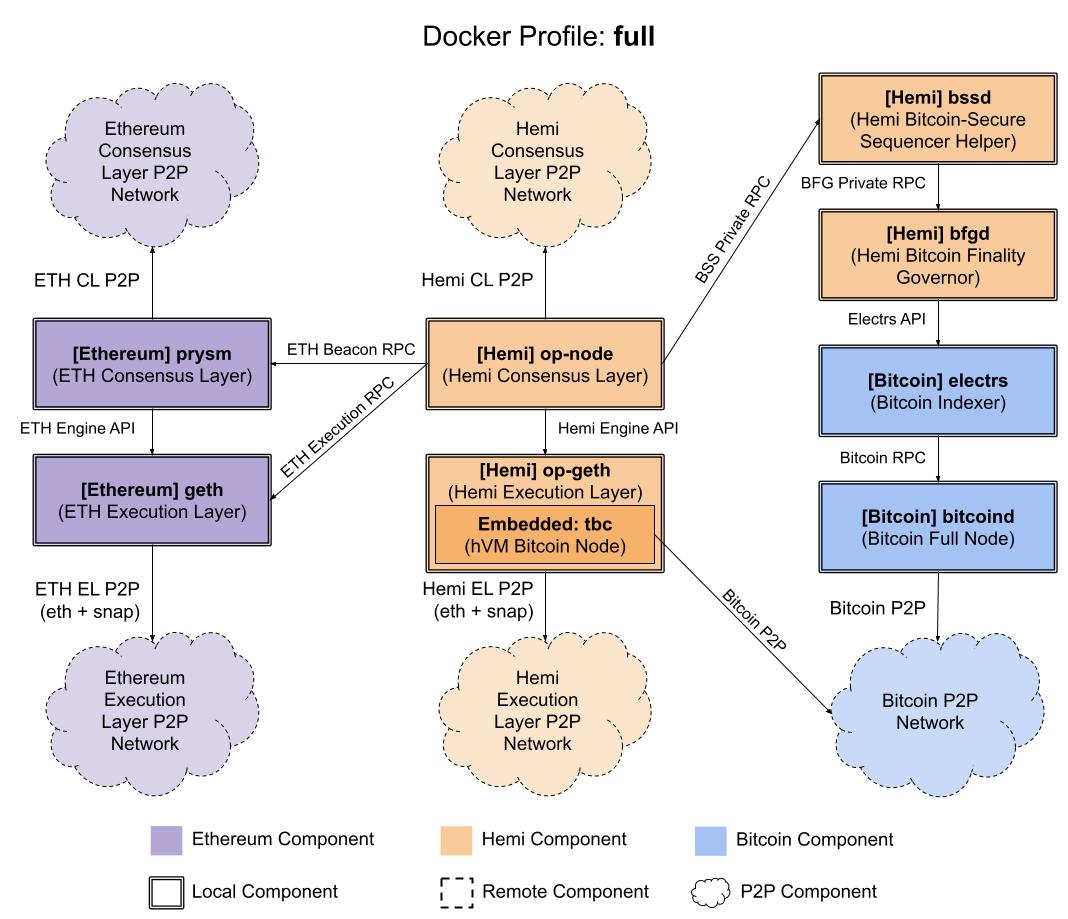 Docker Profile: full
Ethereum
Consensus
Layer P2P
Network
Hemi
Consensus
Layer P2P
Network
[Hemi] bssd
(Hemi Bitcoin-Secure
Sequencer Helper)
BFG Private RPC
BSS Private RPC
[Hemi] bfgd
(Hemi Bitcoin Finality
Governor)
ETH CL P2P
Hemi CL P2P
Electrs API
[Ethereum] prysm
(ETH Consensus Layer)
ETH Beacon RPC
[Hemi] op-node
(Hemi Consensus Layer)
[Bitcoin] electrs
(Bitcoin Indexer)
ETH Engine API
ETH Execution RPC
Hemi Engine API
Bitcoin RPC
[Ethereum] geth
(ETH Execution Layer)
[Hemi] op-geth
(Hemi Execution Layer)
Embedded: tbc
(hVM Bitcoin Node)
[Bitcoin] bitcoind
(Bitcoin Full Node)
ETH EL P2P
(eth + snap)
Hemi EL P2P
(eth + snap)
Bitcoin P2P
Bitcoin P2P
Ethereum
Execution
Layer P2P
Network
Hemi
Execution
Layer P2P
Network
Bitcoin P2P
Network
Ethereum Component
Hemi Component
Bitcoin Component
Local Component
Remote Component
P2P Component